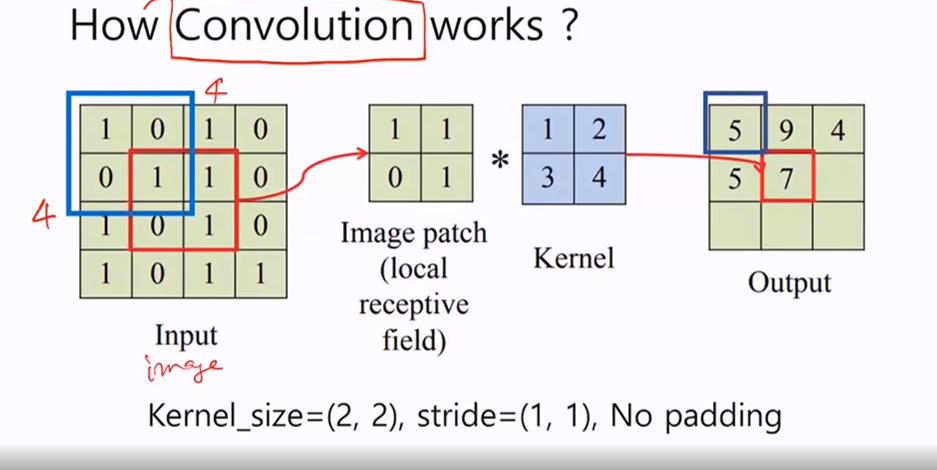 How Convolution works ?
4
4
1 0 1 0
0 1 1 0
1 0 1 0
1 0 1 1
Input
image
1 1
0 1
Image patch
(local
receptive
field)
*
1 2
3 4
Kernel
5 9 4
5 7
Output
Kernel_size=(2, 2), stride=(1, 1), No padding